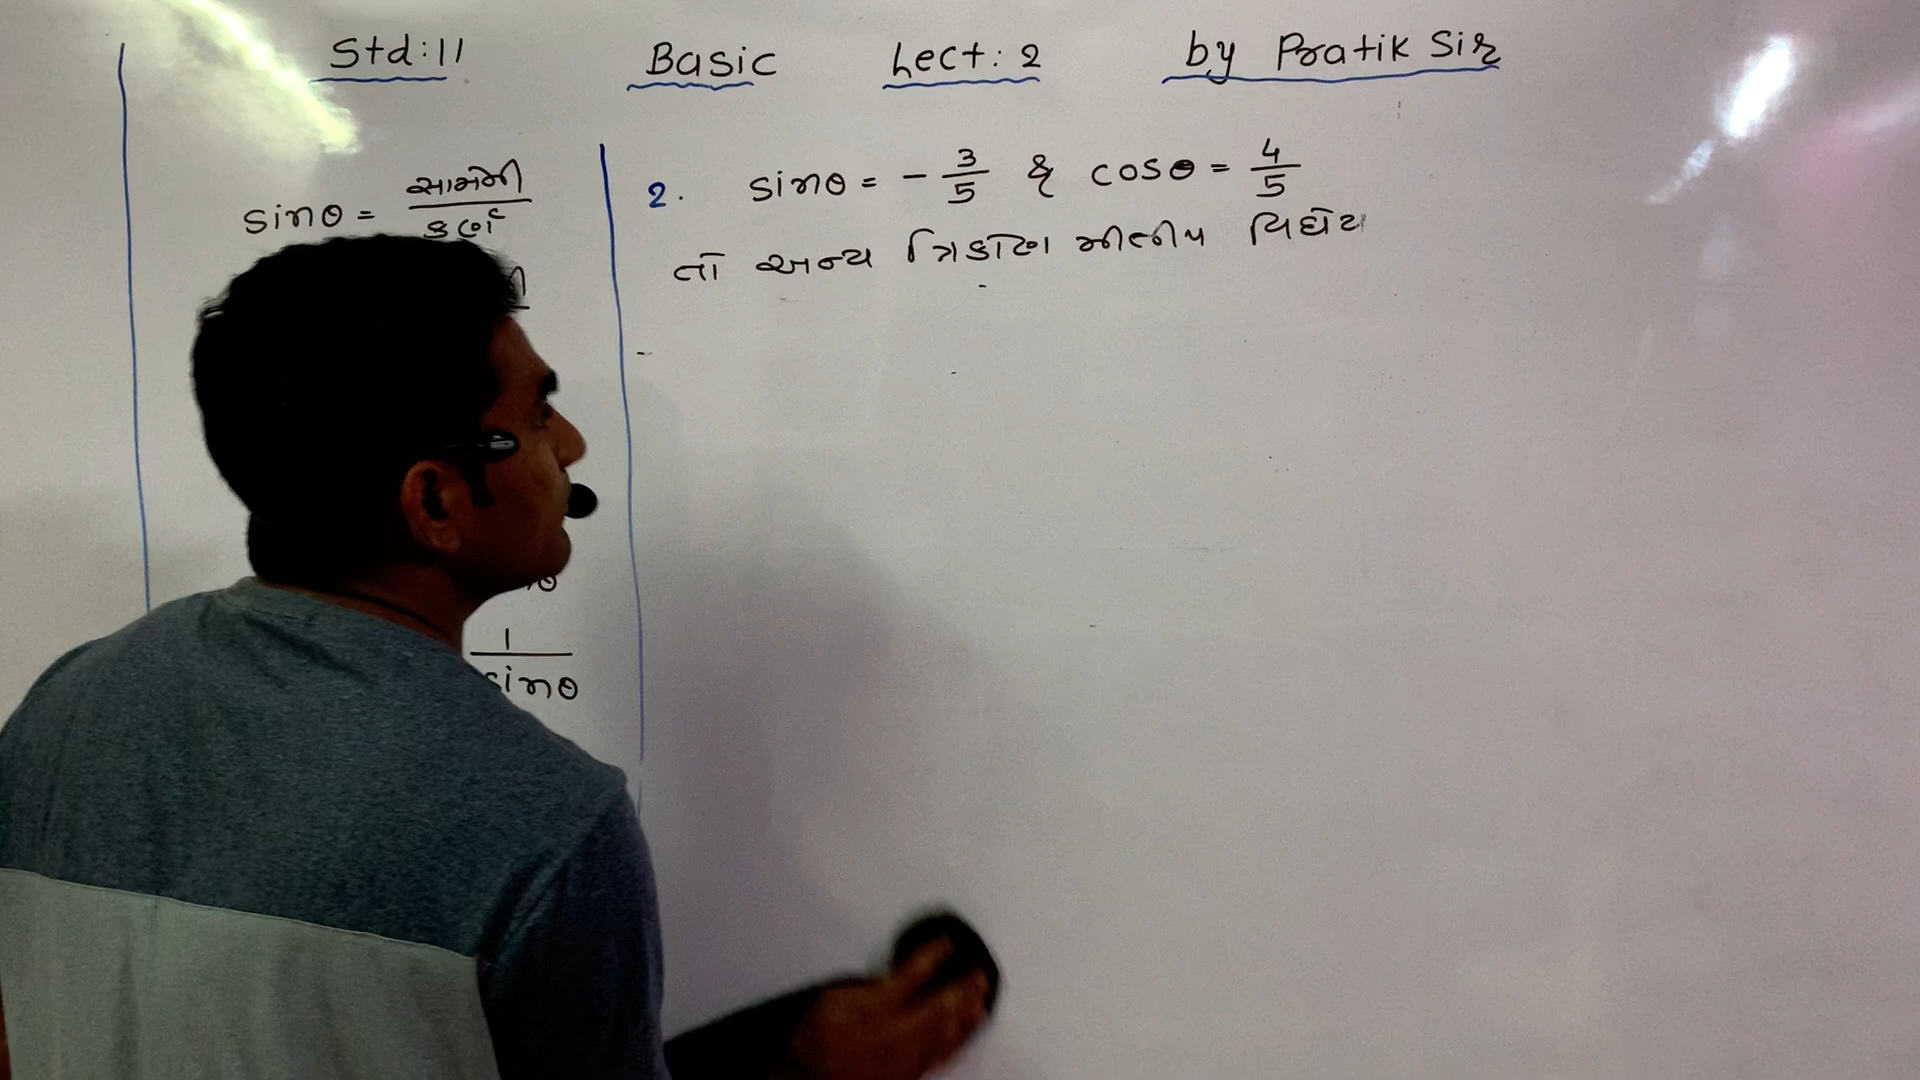 Std:11 Basic Lect: 2 by Pratik Sir
sinθ = સામેની / કર્ણ
1 / sinθ
2. sinθ = - 3/5 & cosθ = 4/5
તો અન્ય ત્રિકોણ મીતીય વિધેય